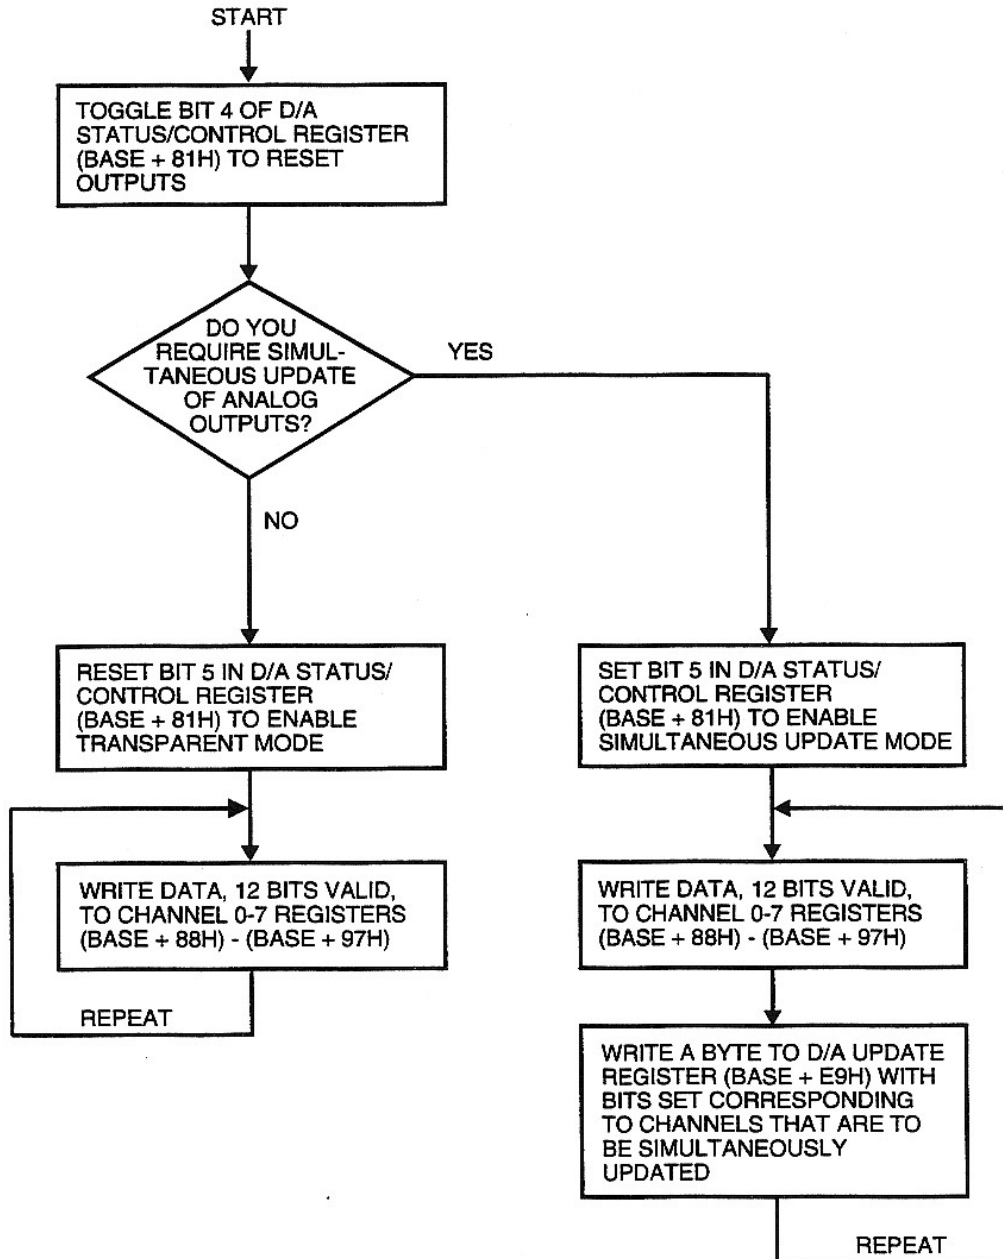 START
TOGGLE BIT 4 OF D/A
STATUS/CONTROL REGISTER
(BASE + 81H) TO RESET
OUTPUTS
DO YOU
REQUIRE SIMUL-
TANEOUS UPDATE
OF ANALOG
OUTPUTS?
YES
NO
RESET BIT 5 IN D/A STATUS/
CONTROL REGISTER
(BASE + 81H) TO ENABLE
TRANSPARENT MODE
WRITE DATA, 12 BITS VALID,
TO CHANNEL 0-7 REGISTERS
(BASE + 88H) - (BASE + 97H)
REPEAT
SET BIT 5 IN D/A STATUS/
CONTROL REGISTER
(BASE + 81H) TO ENABLE
SIMULTANEOUS UPDATE MODE
WRITE DATA, 12 BITS VALID,
TO CHANNEL 0-7 REGISTERS
(BASE + 88H) - (BASE + 97H)
WRITE A BYTE TO D/A UPDATE
REGISTER (BASE + E9H) WITH
BITS SET CORRESPONDING
TO CHANNELS THAT ARE TO
BE SIMULTANEOUSLY
UPDATED
REPEAT